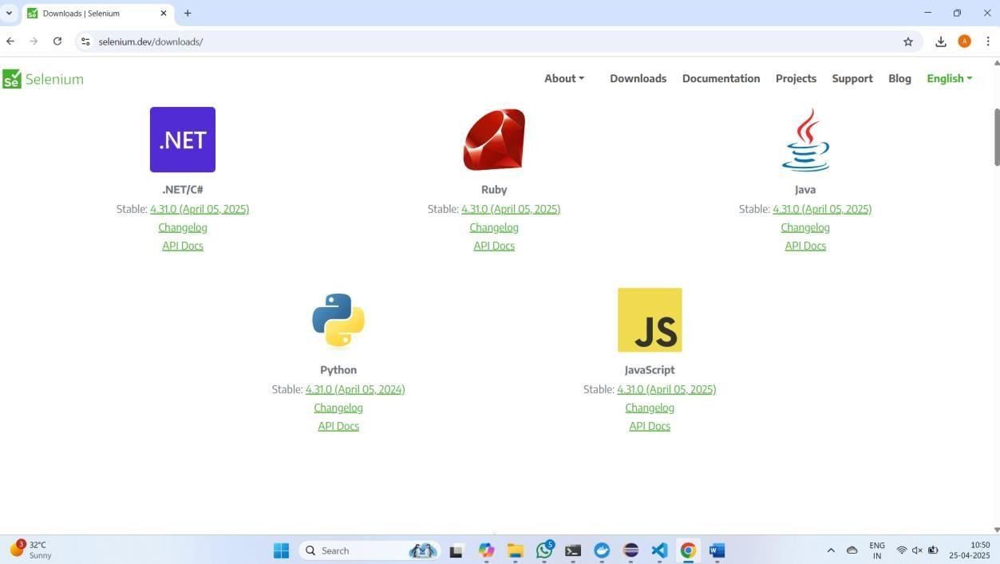 Downloads | Selenium
selenium.dev/downloads/
A
Se Selenium
About Downloads Documentation Projects Support Blog English
.NET
.NET/C#
Stable: 4.31.0 (April 05, 2025)
Changelog
API Docs
Ruby
Stable: 4.31.0 (April 05, 2025)
Changelog
API Docs
Java
Stable: 4.31.0 (April 05, 2025)
Changelog
API Docs
Python
Stable: 4.31.0 (April 05, 2024)
Changelog
API Docs
JS
JavaScript
Stable: 4.31.0 (April 05, 2025)
Changelog
API Docs
3
32°C
Sunny
Search
5
W
ENG
IN
10:50
25-04-2025